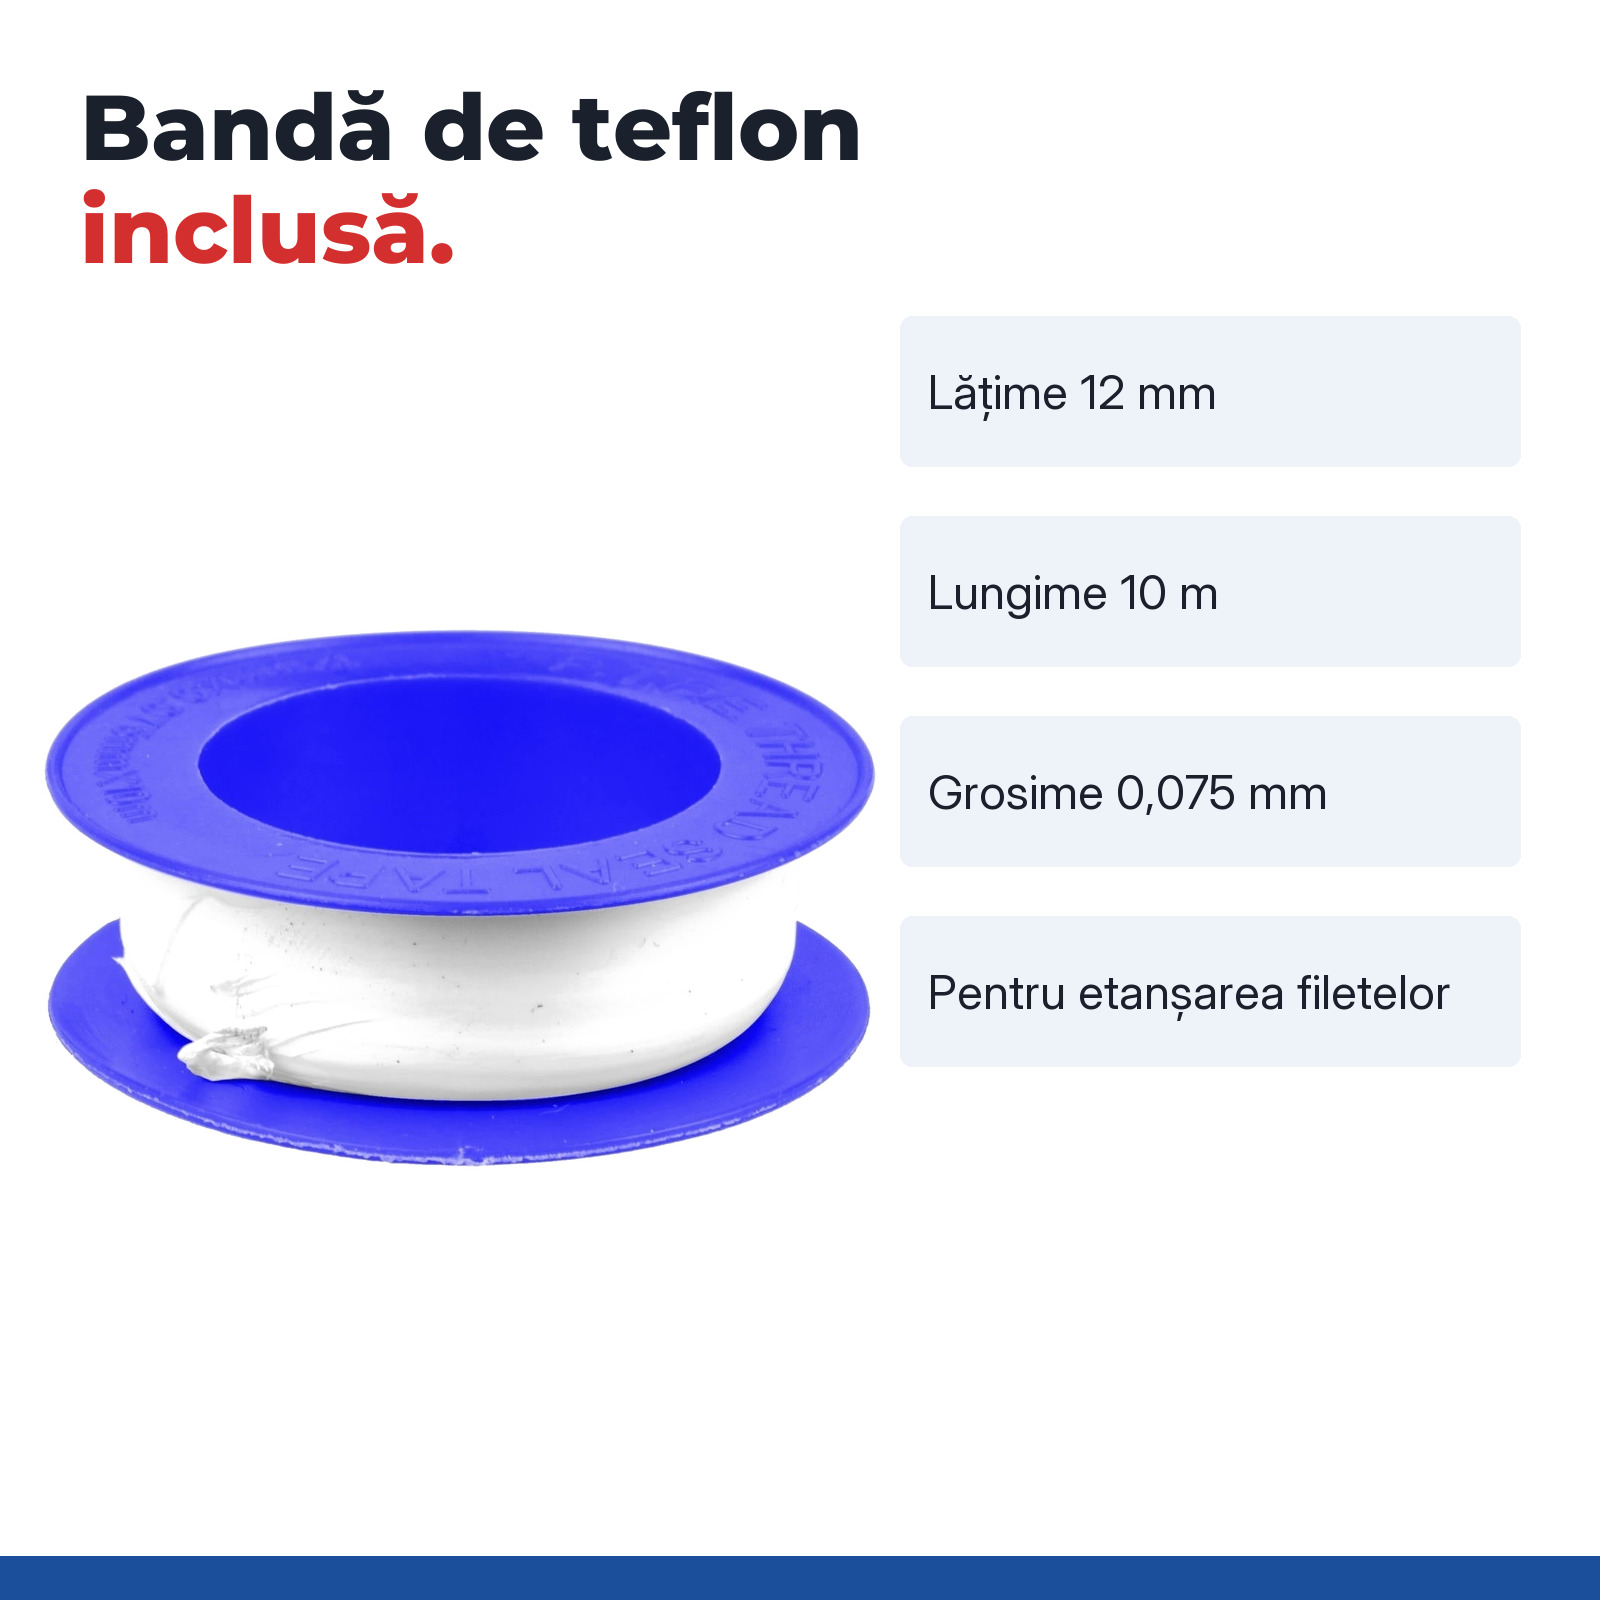 Bandă de teflon
inclusă.
Lățime 12 mm
Lungime 10 m
Grosime 0,075 mm
Pentru etanșarea filetelor
THREAD SEAL TAPE